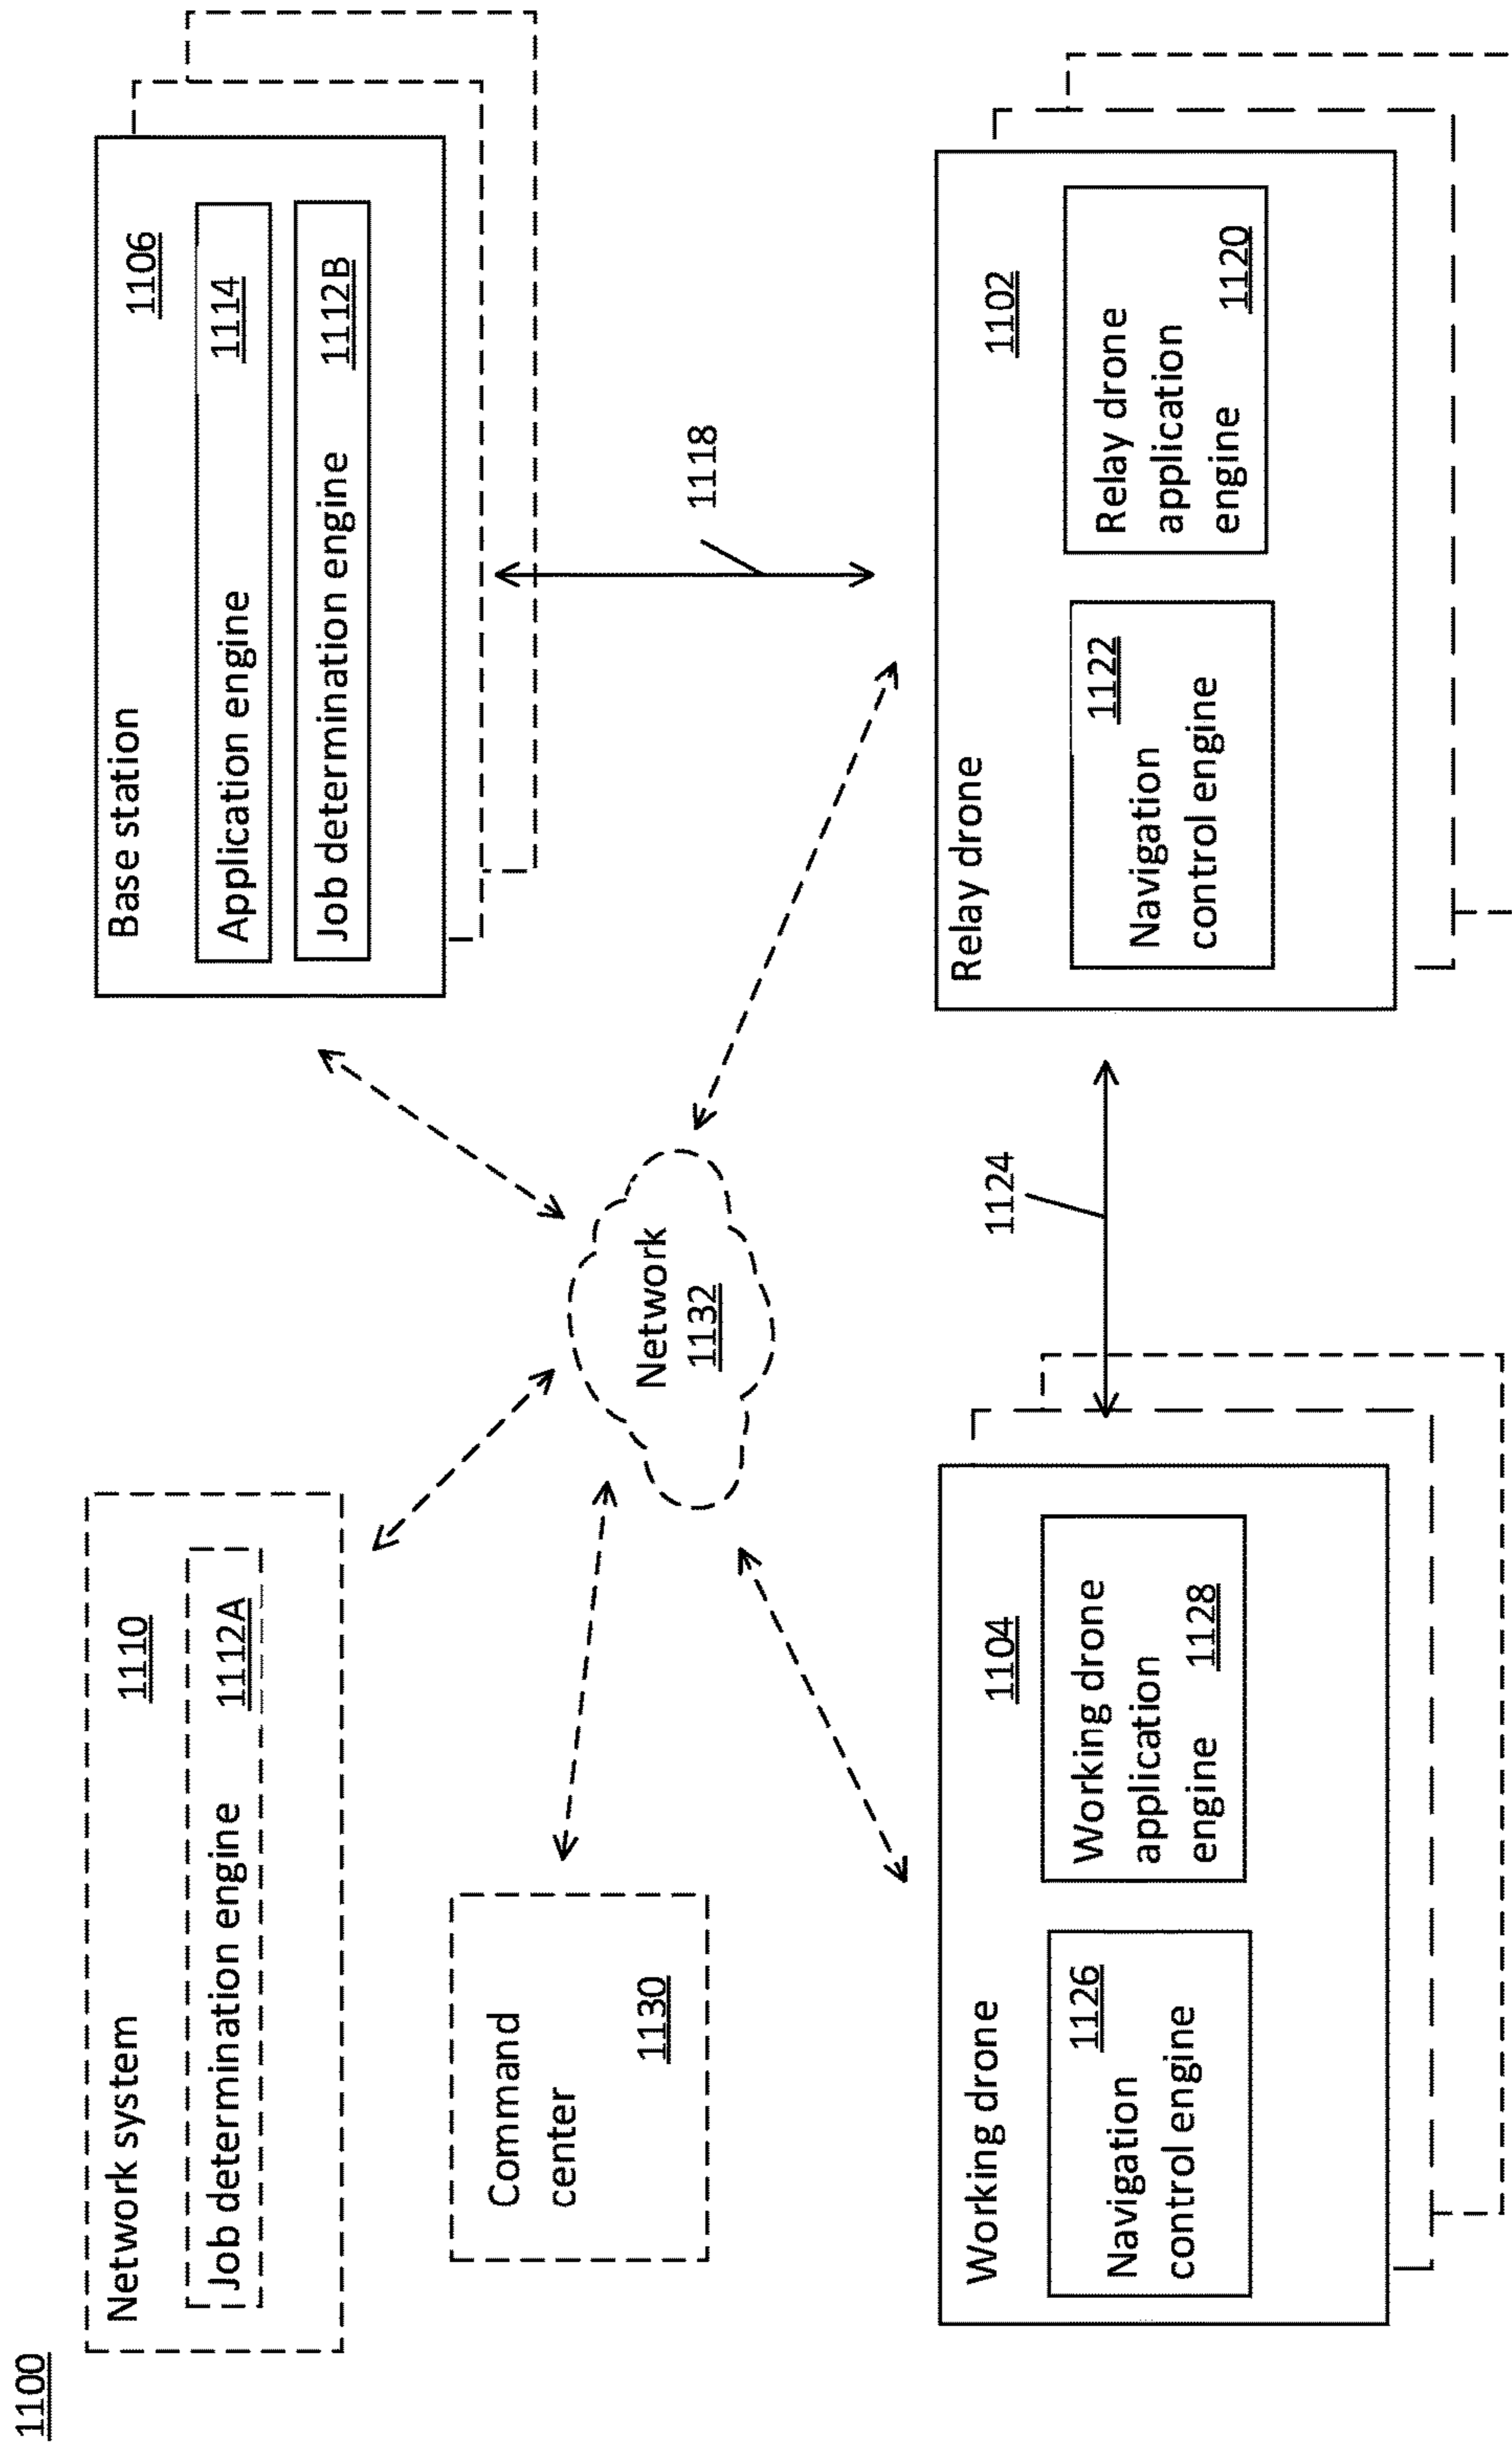 1100
Network system
1110
Job determination engine 1112A
Command
center
1130
Network
1132
Base station
1106
Application engine 1114
Job determination engine 1112B
1118
Working drone
1104
1126
Navigation
control engine
Working drone
application
engine 1128
1124
Relay drone
1102
1122
Navigation
control engine
Relay drone
application
engine 1120